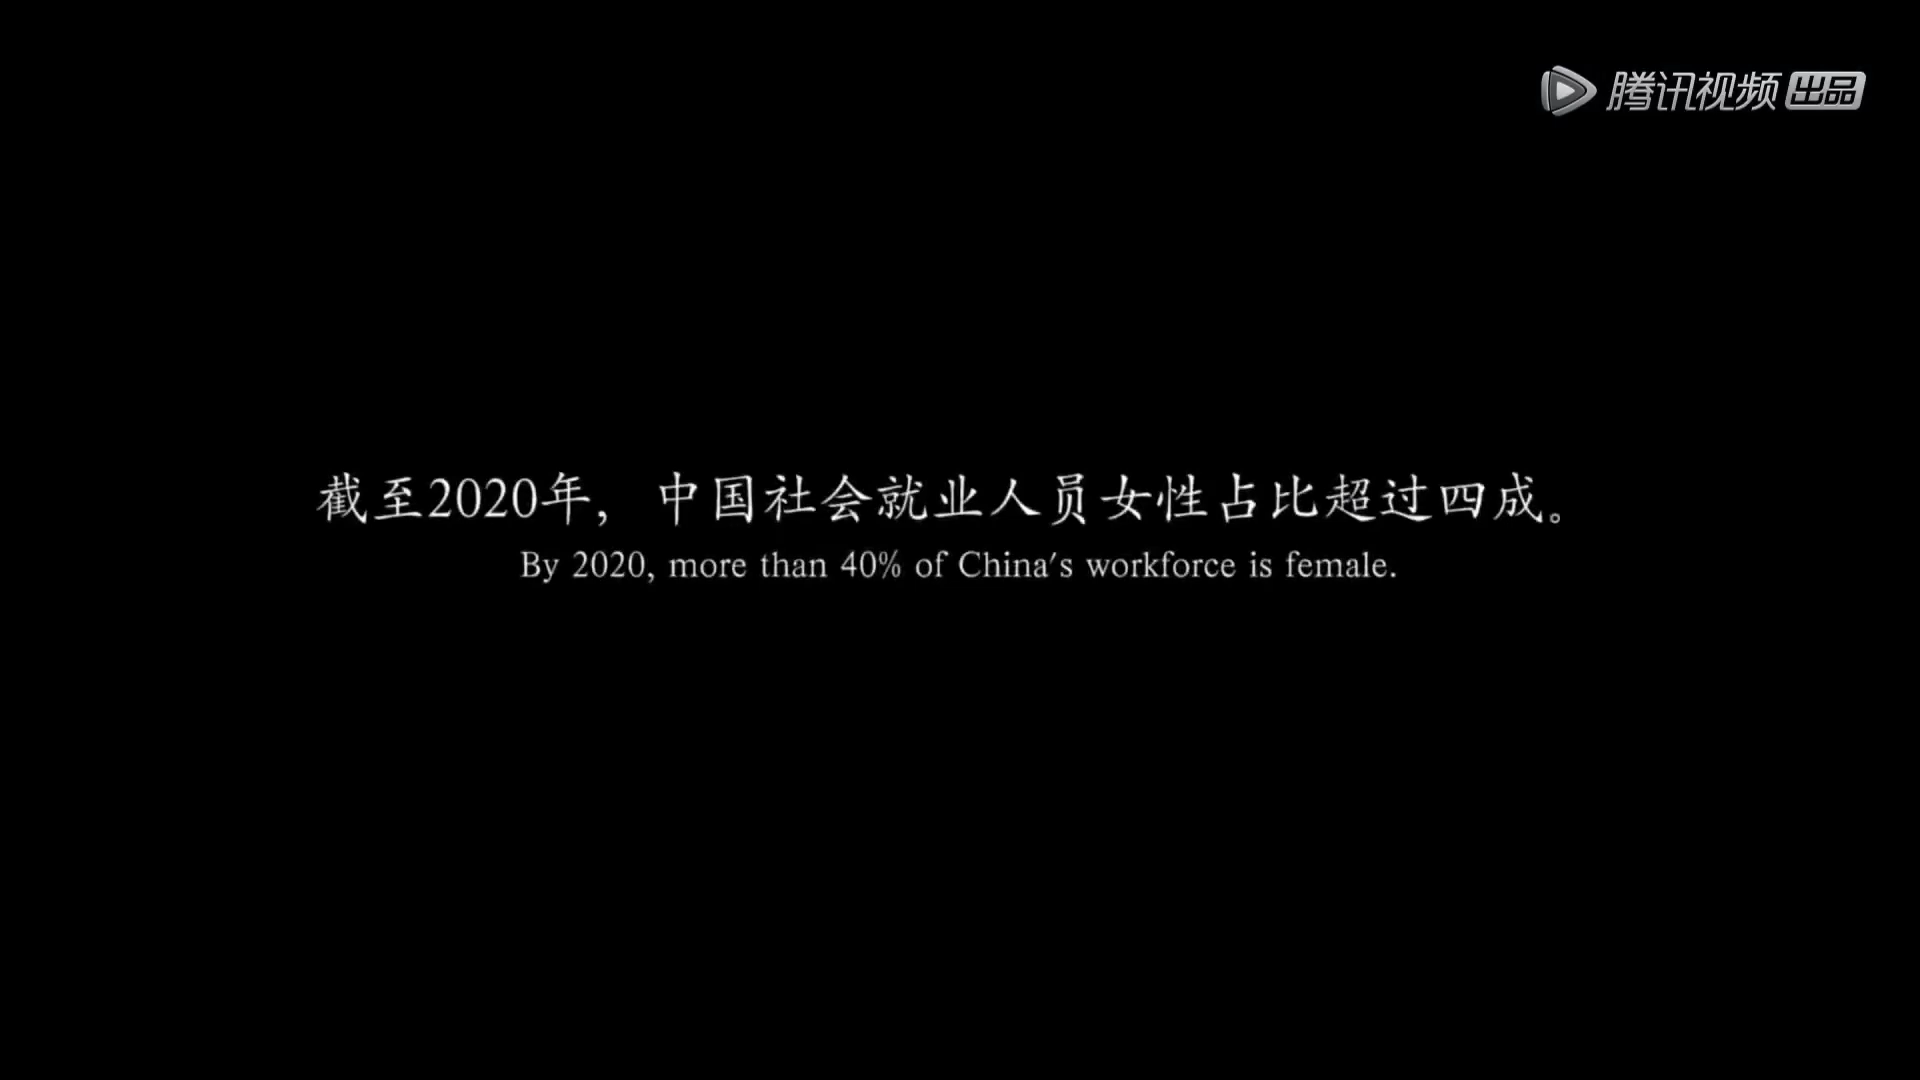 腾讯视频 出品
截至2020年，中国社会就业人员女性占比超过四成。
By 2020, more than 40% of China's workforce is female.